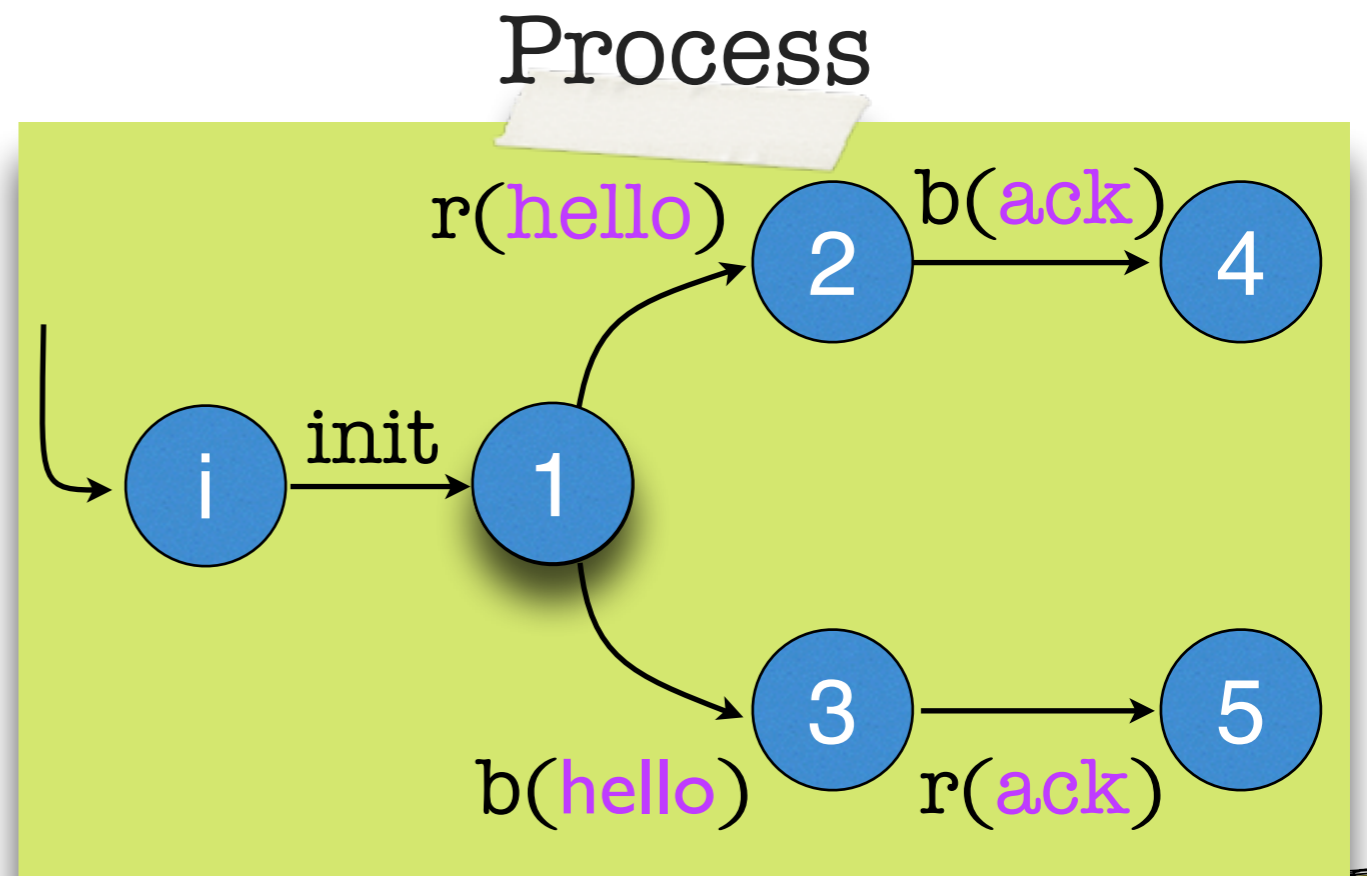 Process
r(hello)
2
b(ack)
4
i
init
1
3
5
b(hello)
r(ack)